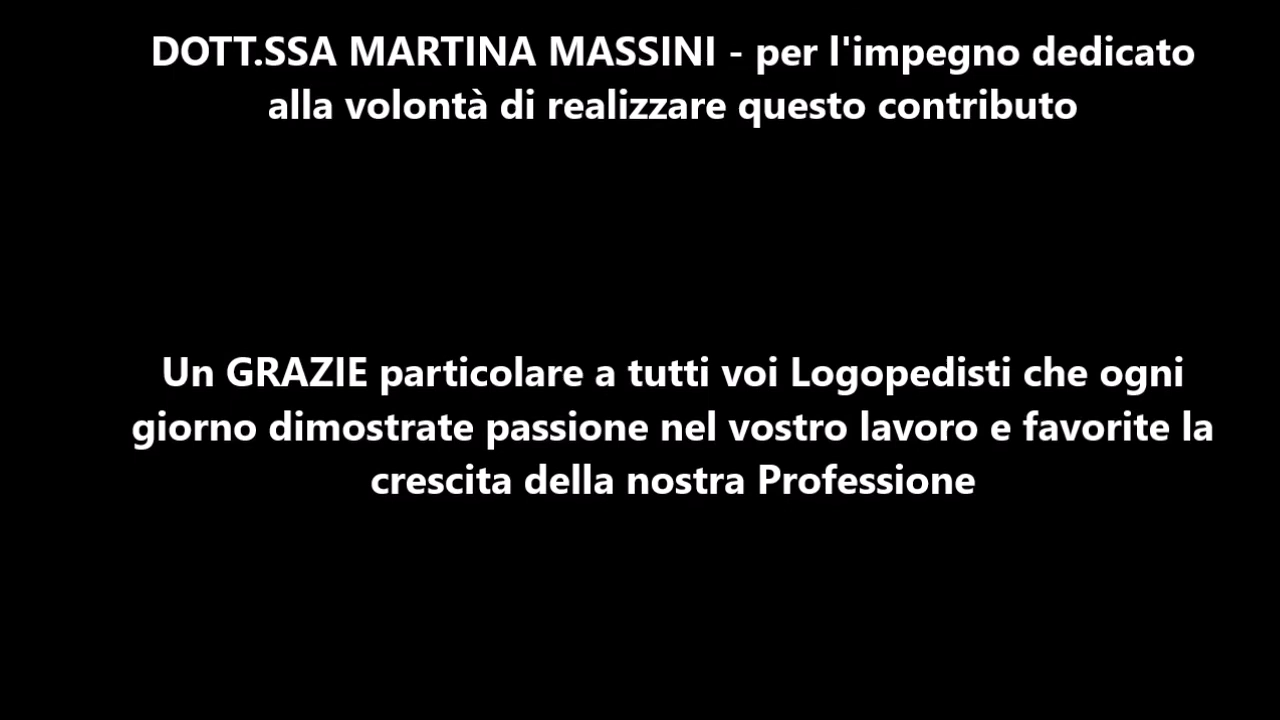 DOTT.SSA MARTINA MASSINI - per l'impegno dedicato
alla volontà di realizzare questo contributo
Un GRAZIE particolare a tutti voi Logopedisti che ogni
giorno dimostrate passione nel vostro lavoro e favorite la
crescita della nostra Professione